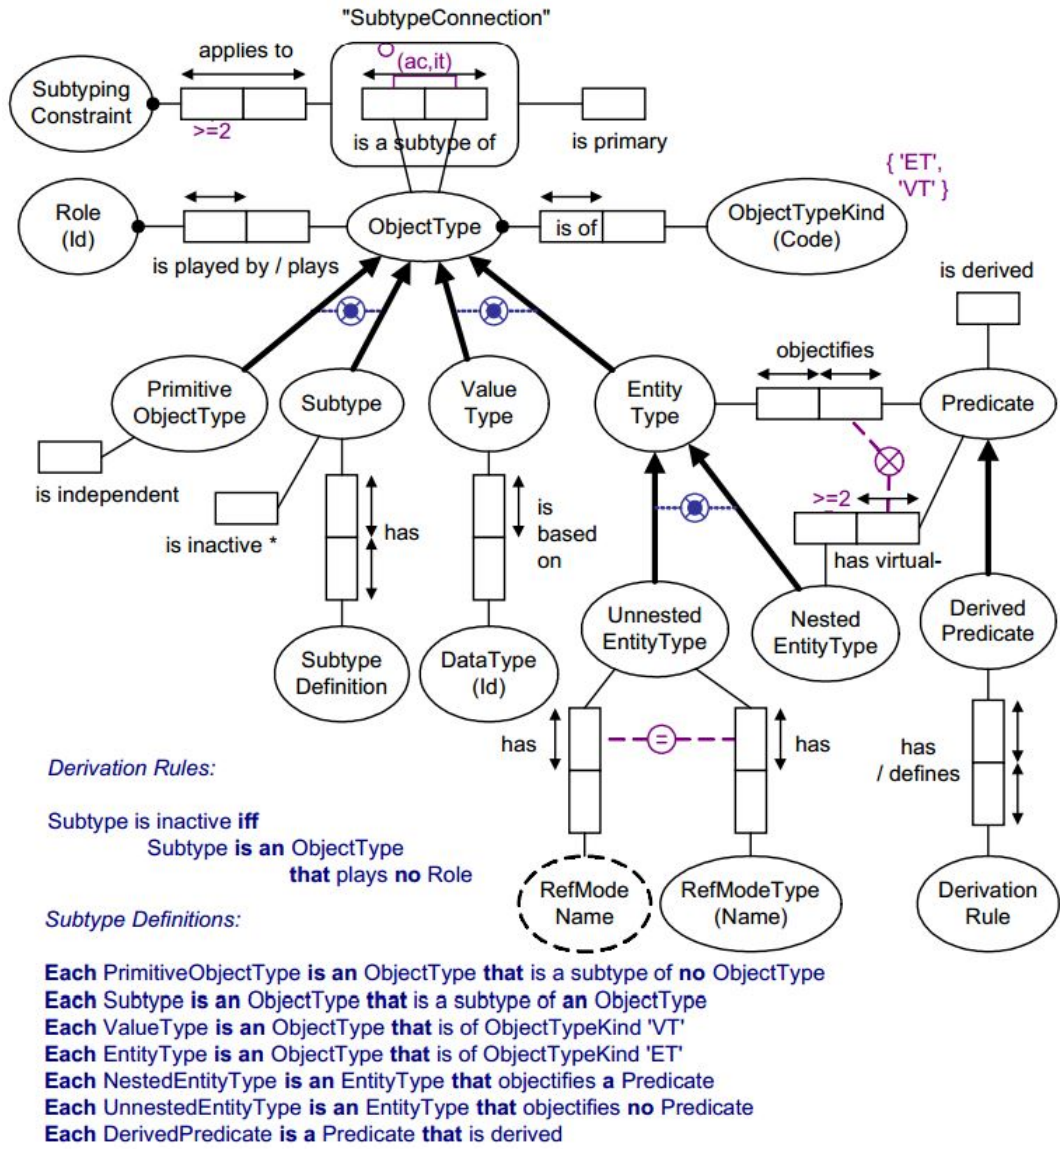 "SubtypeConnection"
applies to
(ac,it)
Subtyping
Constraint
>=2
is a subtype of
is primary
{ 'ET',
'VT' }
Role
(Id)
ObjectType
is of
ObjectTypeKind
(Code)
is played by / plays
is derived
objectifies
Primitive
ObjectType
Subtype
Value
Type
Entity
Type
Predicate
is independent
is inactive *
has
is
based
on
>=2
has virtual-
Unnested
EntityType
Nested
EntityType
Derived
Predicate
Subtype
Definition
DataType
(Id)
has
=
has
has
/ defines
Derivation Rules:
Subtype is inactive iff
Subtype is an ObjectType
that plays no Role
RefMode
Name
RefModeType
(Name)
Derivation
Rule
Subtype Definitions:
Each PrimitiveObjectType is an ObjectType that is a subtype of no ObjectType
Each Subtype is an ObjectType that is a subtype of an ObjectType
Each ValueType is an ObjectType that is of ObjectTypeKind 'VT'
Each EntityType is an ObjectType that is of ObjectTypeKind 'ET'
Each NestedEntityType is an EntityType that objectifies a Predicate
Each UnnestedEntityType is an EntityType that objectifies no Predicate
Each DerivedPredicate is a Predicate that is derived